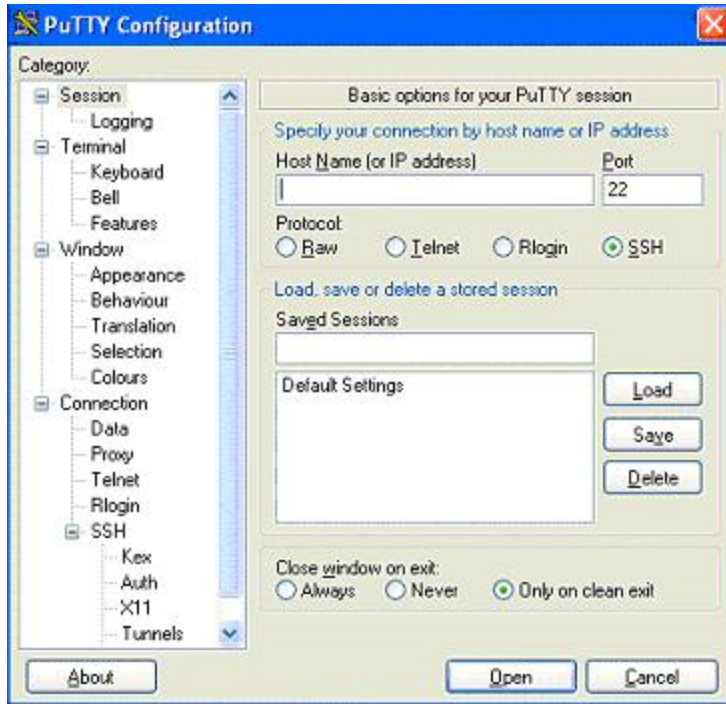 PuTTY Configuration
Category:
Session
Logging
Terminal
Keyboard
Bell
Features
Window
Appearance
Behaviour
Translation
Selection
Colours
Connection
Data
Proxy
Telnet
Rlogin
SSH
Kex
Auth
X11
Tunnels
Basic options for your PuTTY session
Specify your connection by host name or IP address
Host Name (or IP address) Port
22
Protocol:
Raw Telnet Rlogin SSH
Load, save or delete a stored session
Saved Sessions
Default Settings
Load
Save
Delete
Close window on exit:
Always Never Only on clean exit
About Open Cancel